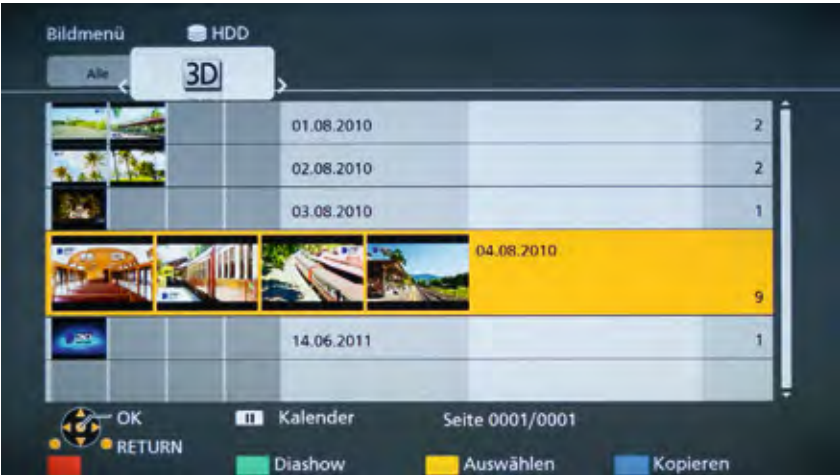 Bildmenü HDD
Alle 3D
01.08.2010 2
02.08.2010 2
03.08.2010 1
04.08.2010 9
14.06.2011 1
OK Kalender Seite 0001/0001
RETURN
Diashow Auswählen Kopieren